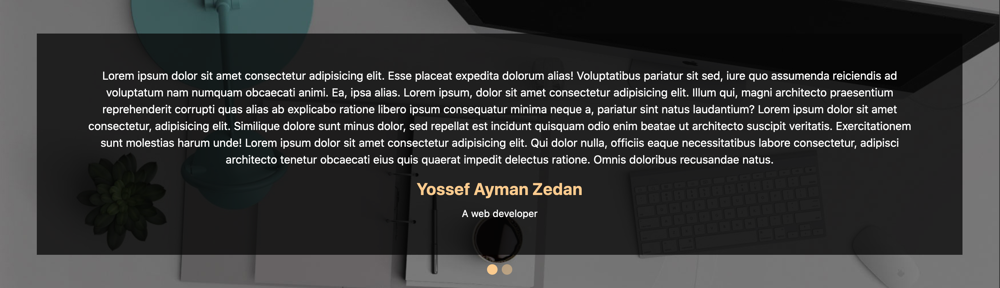 Lorem ipsum dolor sit amet consectetur adipisicing elit. Esse placeat expedita dolorum alias! Voluptatibus pariatur sit sed, iure quo assumenda reiciendis ad
voluptatum nam numquam obcaecati animi. Ea, ipsa alias. Lorem ipsum, dolor sit amet consectetur adipisicing elit. Illum qui, magni architecto praesentium
reprehenderit corrupti quas alias ab explicabo ratione libero ipsum consequatur minima neque a, pariatur sint natus laudantium? Lorem ipsum dolor sit amet
consectetur, adipisicing elit. Similique dolore sunt minus dolor, sed repellat est incidunt quisquam odio enim beatae ut architecto suscipit veritatis. Exercitationem
sunt molestias harum unde! Lorem ipsum dolor sit amet consectetur adipisicing elit. Qui dolor nulla, officiis eaque necessitatibus labore consectetur, adipisci
architecto tenetur obcaecati eius quis quaerat impedit delectus ratione. Omnis doloribus recusandae natus.
Yossef Ayman Zedan
A web developer